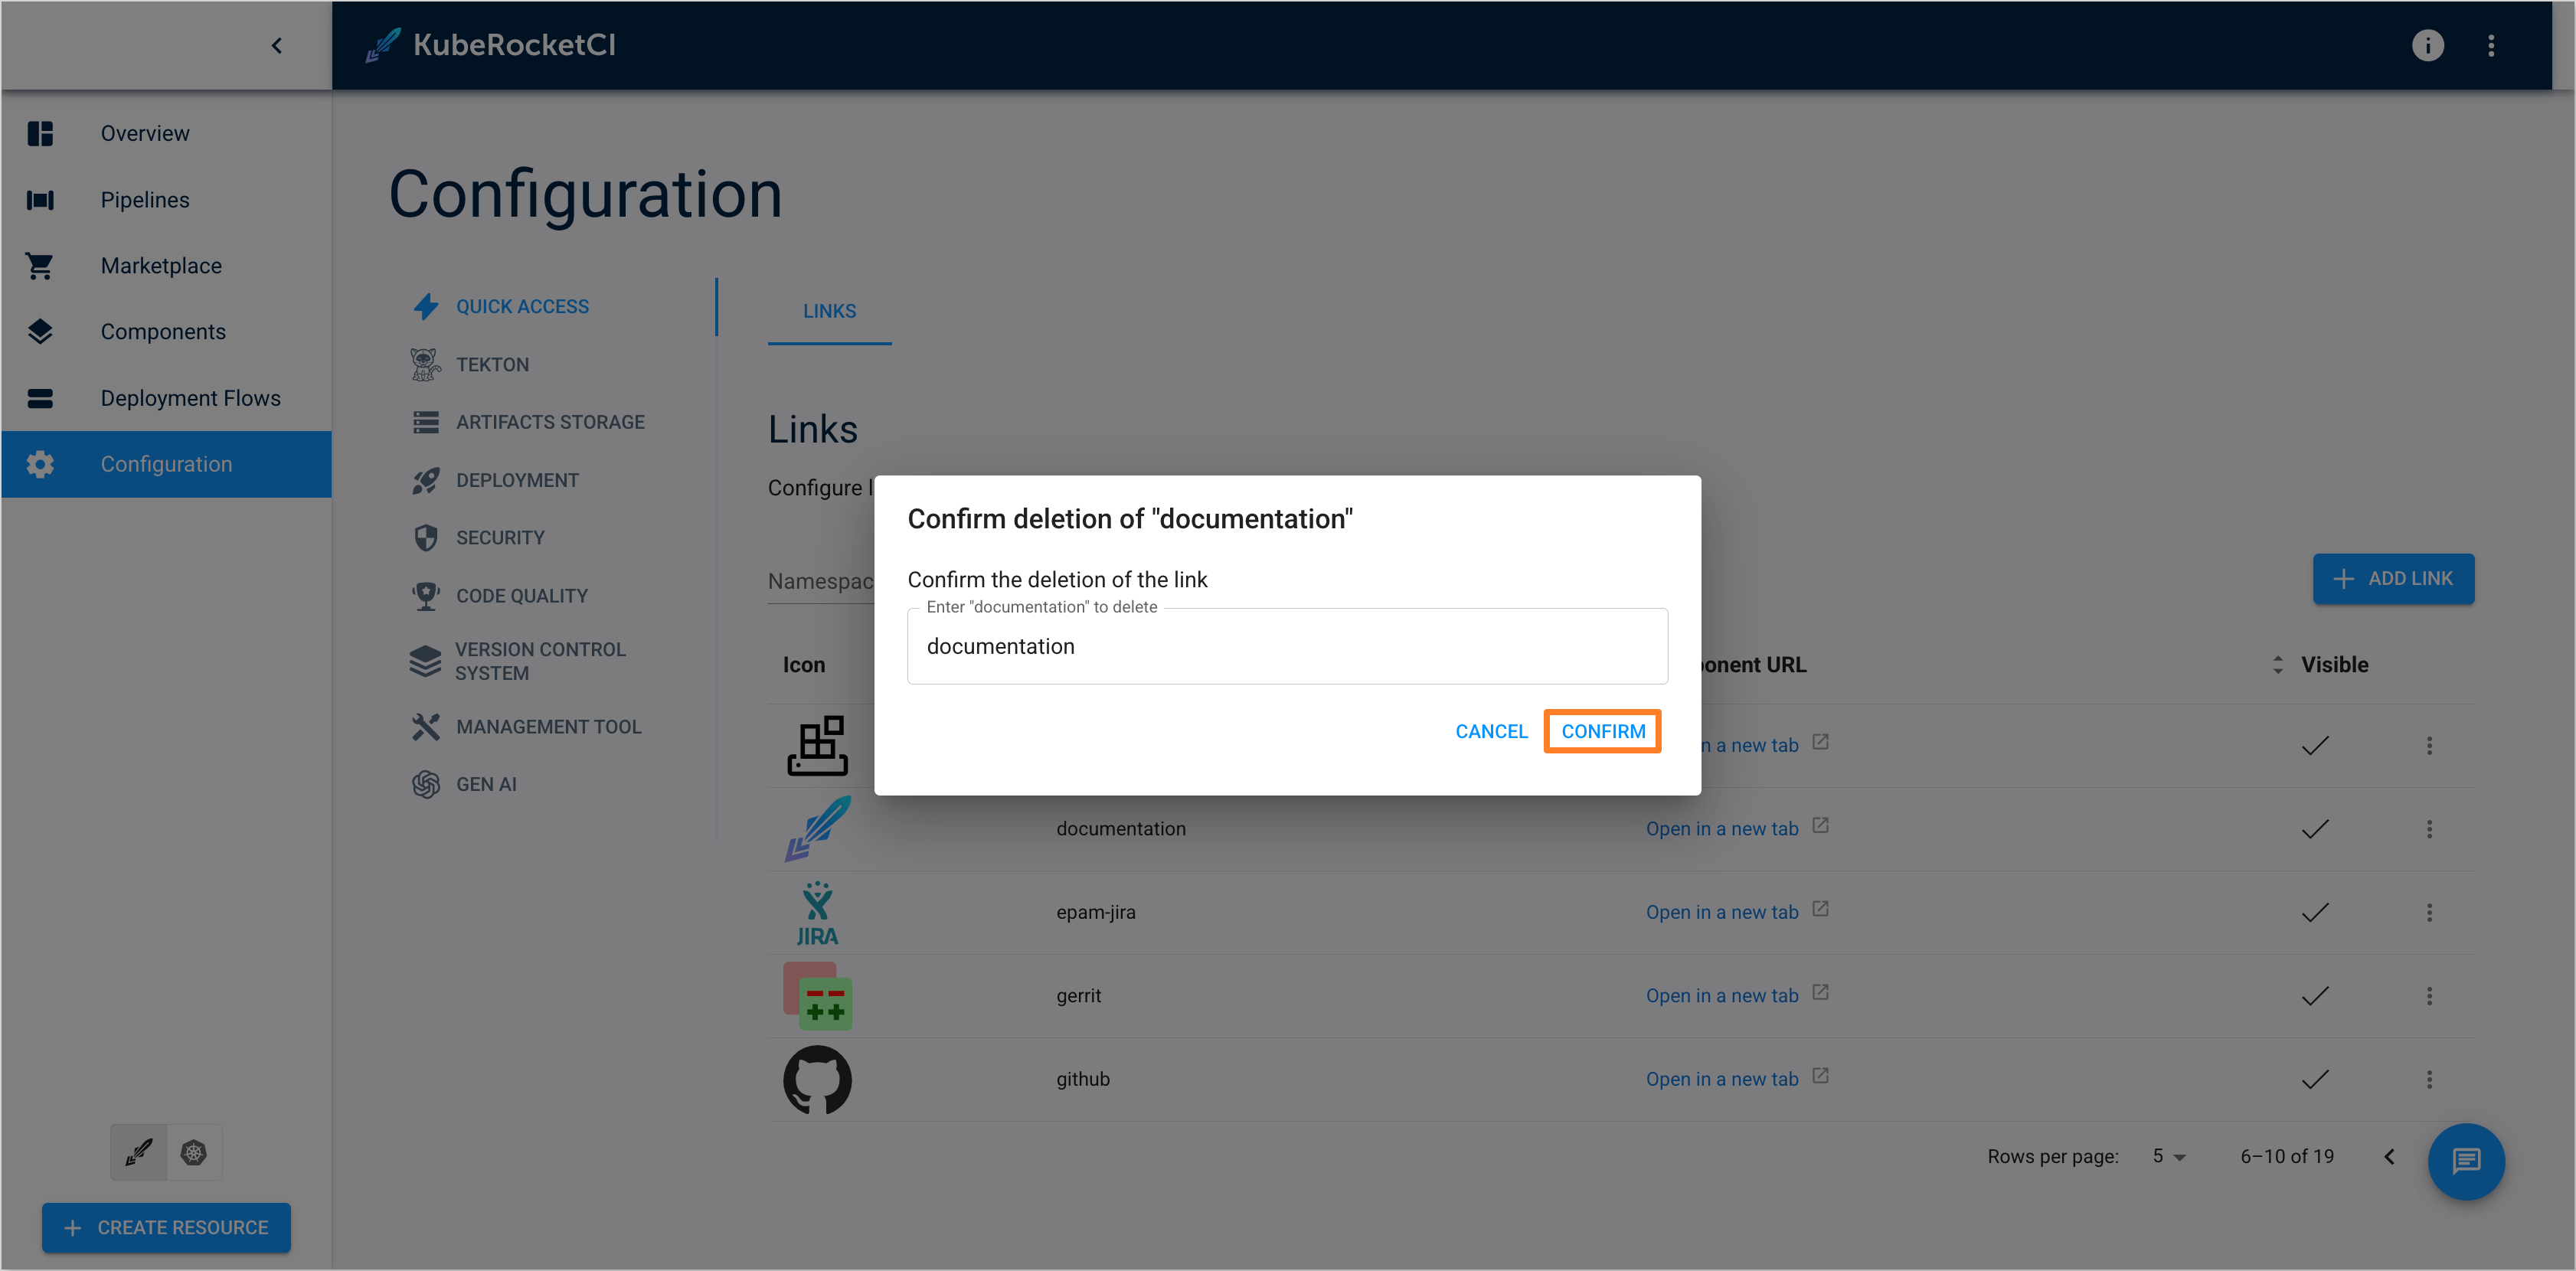 KubeRocketCI
Overview
Pipelines
Marketplace
Components
Deployment Flows
Configuration
CREATE RESOURCE
Configuration
QUICK ACCESS
TEKTON
ARTIFACTS STORAGE
DEPLOYMENT
SECURITY
CODE QUALITY
VERSION CONTROL
SYSTEM
MANAGEMENT TOOL
GEN AI
LINKS
Links
Configure
ADD LINK
Confirm deletion of "documentation"
Confirm the deletion of the link
Enter "documentation" to delete
documentation
CANCEL CONFIRM
Icon URL Visible
in a new tab
documentation Open in a new tab
JIRA epam-jira Open in a new tab
gerrit Open in a new tab
github Open in a new tab
Rows per page: 5 6–10 of 19